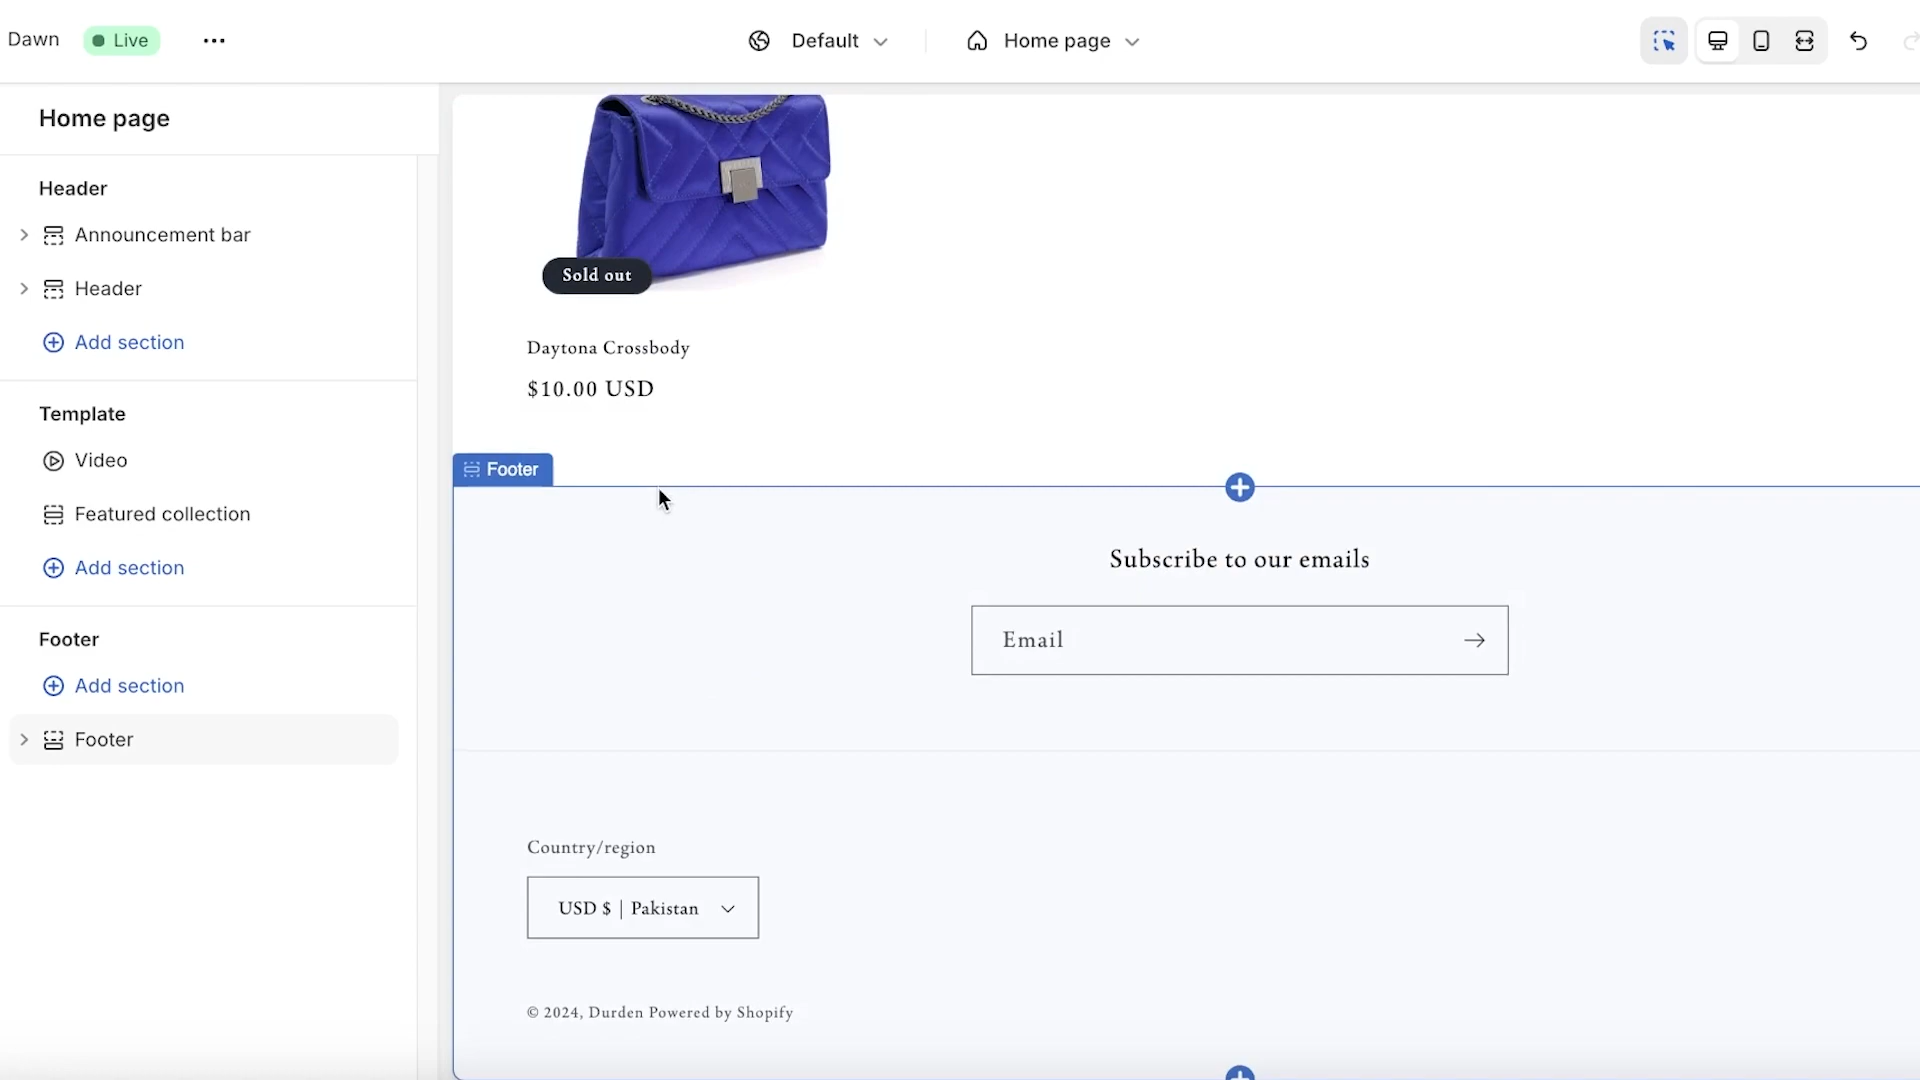 Dawn
Live
Default
Home page
Home page
Header
Announcement bar
Header
Add section
Template
Video
Featured collection
Add section
Footer
Add section
Footer
Sold out
Daytona Crossbody
$10.00 USD
Footer
Subscribe to our emails
Email
Country/region
USD $ | Pakistan
© 2024, Durden Powered by Shopify